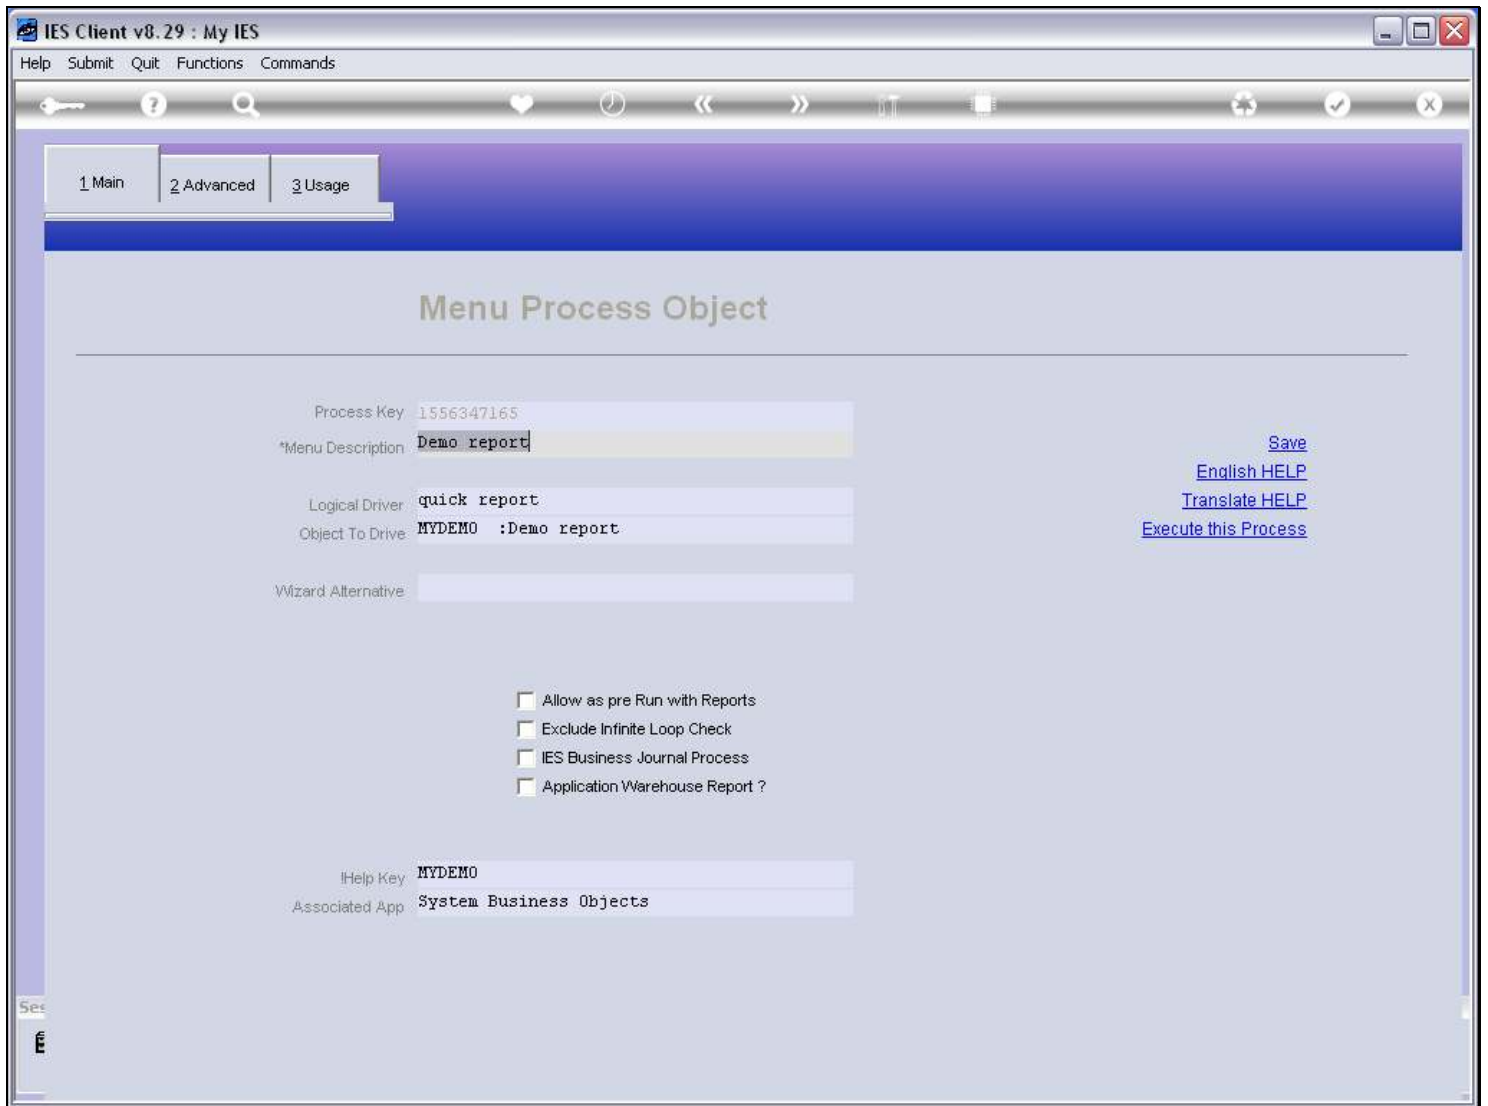 IES Client v8.29 : My IES
Help Submit Quit Functions Commands
1 Main 2 Advanced 3 Usage
Menu Process Object
Process Key 1556347165
*Menu Description Demo report
Save
English HELP
Logical Driver quick report
Translate HELP
Object To Drive MYDEMO :Demo report
Execute this Process
Wizard Alternative
Allow as pre Run with Reports
Exclude Infinite Loop Check
IES Business Journal Process
Application Warehouse Report ?
IHelp Key MYDEMO
Associated App System Business Objects